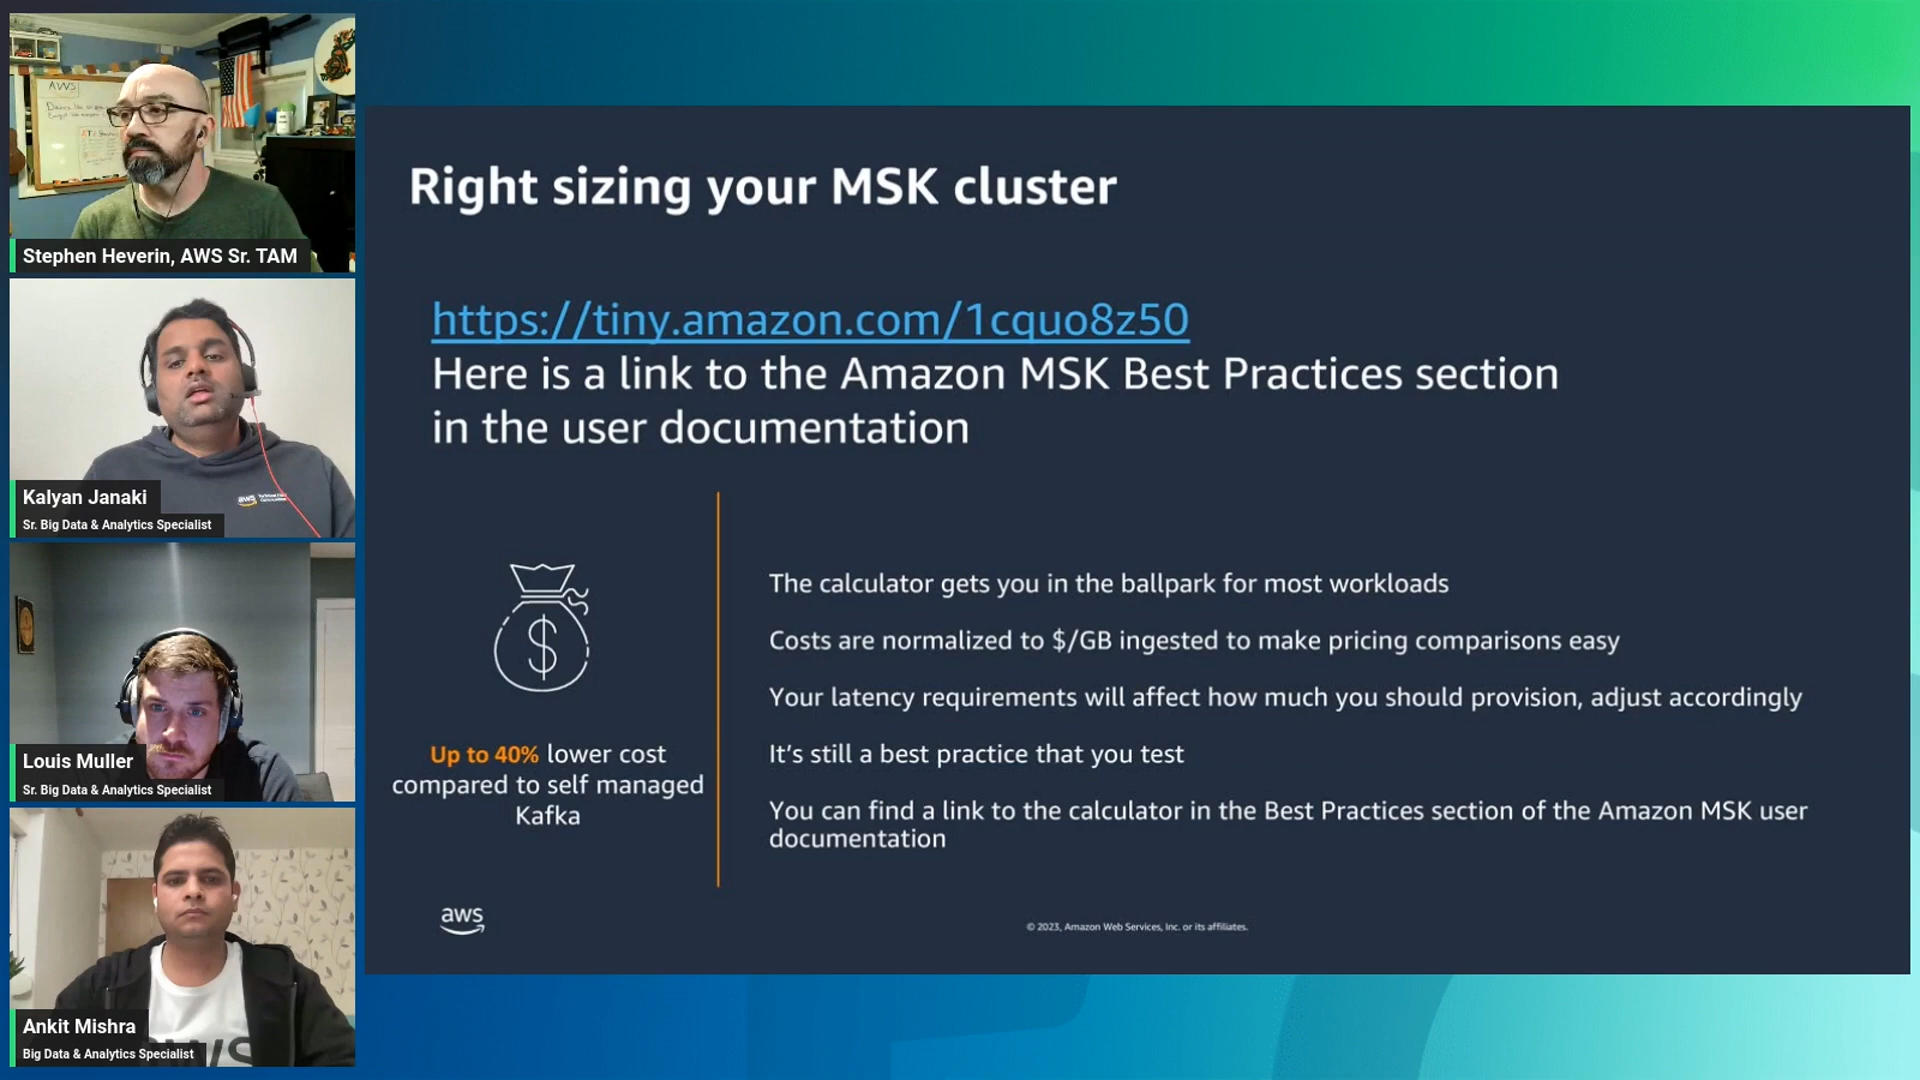 AWS
Stephen Heverin, AWS Sr. TAM
aws
Kalyan Janaki
Sr. Big Data & Analytics Specialist
Louis Muller
Sr. Big Data & Analytics Specialist
Ankit Mishra
Big Data & Analytics Specialist
Right sizing your MSK cluster
https://tiny.amazon.com/1cquo8z50
Here is a link to the Amazon MSK Best Practices section
in the user documentation
$
Up to 40% lower cost
compared to self managed
Kafka
The calculator gets you in the ballpark for most workloads
Costs are normalized to $/GB ingested to make pricing comparisons easy
Your latency requirements will affect how much you should provision, adjust accordingly
It’s still a best practice that you test
You can find a link to the calculator in the Best Practices section of the Amazon MSK user
documentation
aws
© 2023, Amazon Web Services, Inc. or its affiliates.